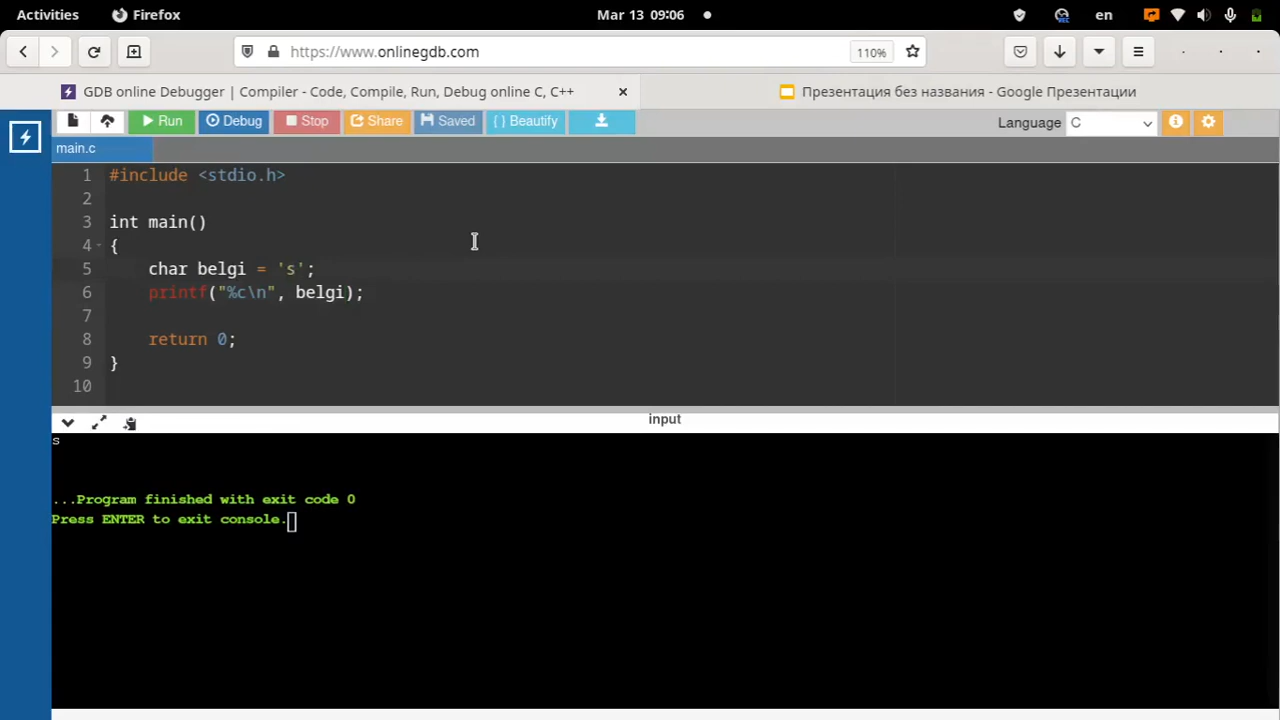 Activities Firefox Mar 13 09:06 en
https://www.onlinegdb.com 110%
GDB online Debugger | Compiler - Code, Compile, Run, Debug online C, C++ Презентация без названия - Google Презентации
Run Debug Stop Share Saved { } Beautify Language C
main.c
1 #include <stdio.h>
2
3 int main()
4 {
5 char belgi = 's';
6 printf("%c\n", belgi);
7
8 return 0;
9 }
10
input
s
...Program finished with exit code 0
Press ENTER to exit console.